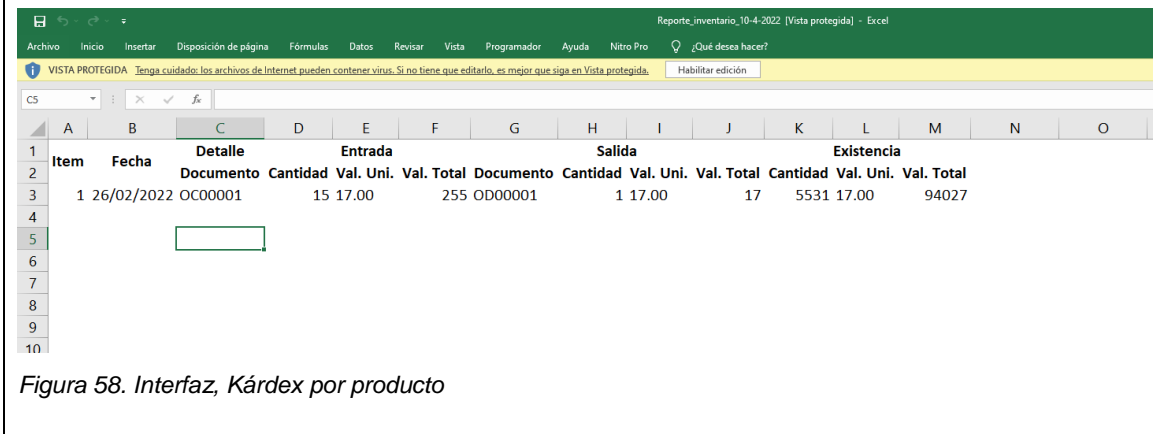 Reporte_inventario_10-4-2022 [Vista protegida] - Excel
Archivo Inicio Insertar Disposición de página Fórmulas Datos Revisar Vista Programador Ayuda Nitro Pro ¿Qué desea hacer?
VISTA PROTEGIDA Tenga cuidado: los archivos de Internet pueden contener virus. Si no tiene que editarlo, es mejor que siga en Vista protegida. Habilitar edición
C5 fx
A B C D E F G H I J K L M N O
1 Item Fecha Detalle Entrada Salida Existencia
2 Documento Cantidad Val. Uni. Val. Total Documento Cantidad Val. Uni. Val. Total Cantidad Val. Uni. Val. Total
3 1 26/02/2022 OC00001 15 17.00 255 OD00001 1 17.00 17 5531 17.00 94027
4
5
6
7
8
9
10
Figura 58. Interfaz, Kárdex por producto